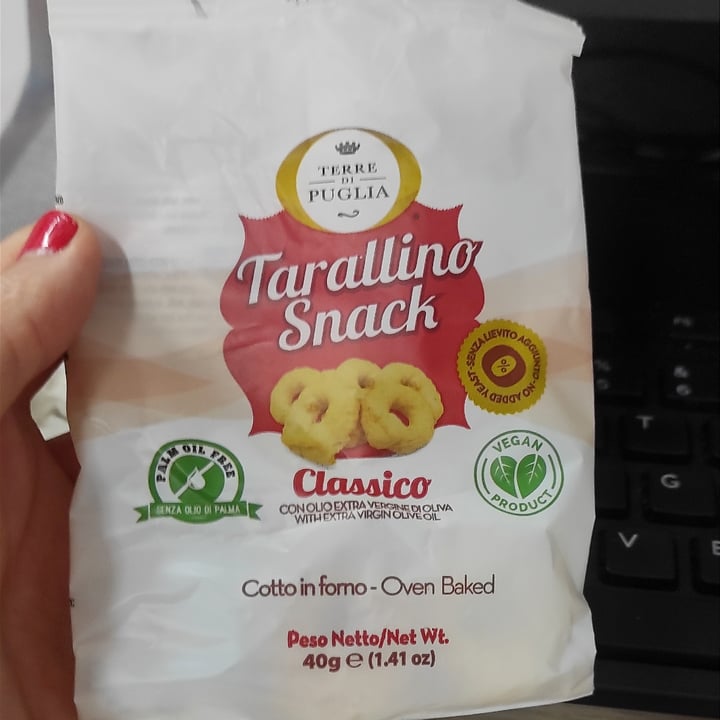 TERRE
DI
PUGLIA
Tarallino
Snack
SENZA LIEVITO AGGIUNTO - NO ADDED YEAST -
PALM OIL FREE
SENZA OLIO DI PALMA
VEGAN
PRODUCT
Classico
CON OLIO EXTRA VERGINE DI OLIVA
WITH EXTRA VIRGIN OLIVE OIL
Cotto in forno - Oven Baked
Peso Netto/Net Wt.
40g e (1.41 oz)
T
G
V
B